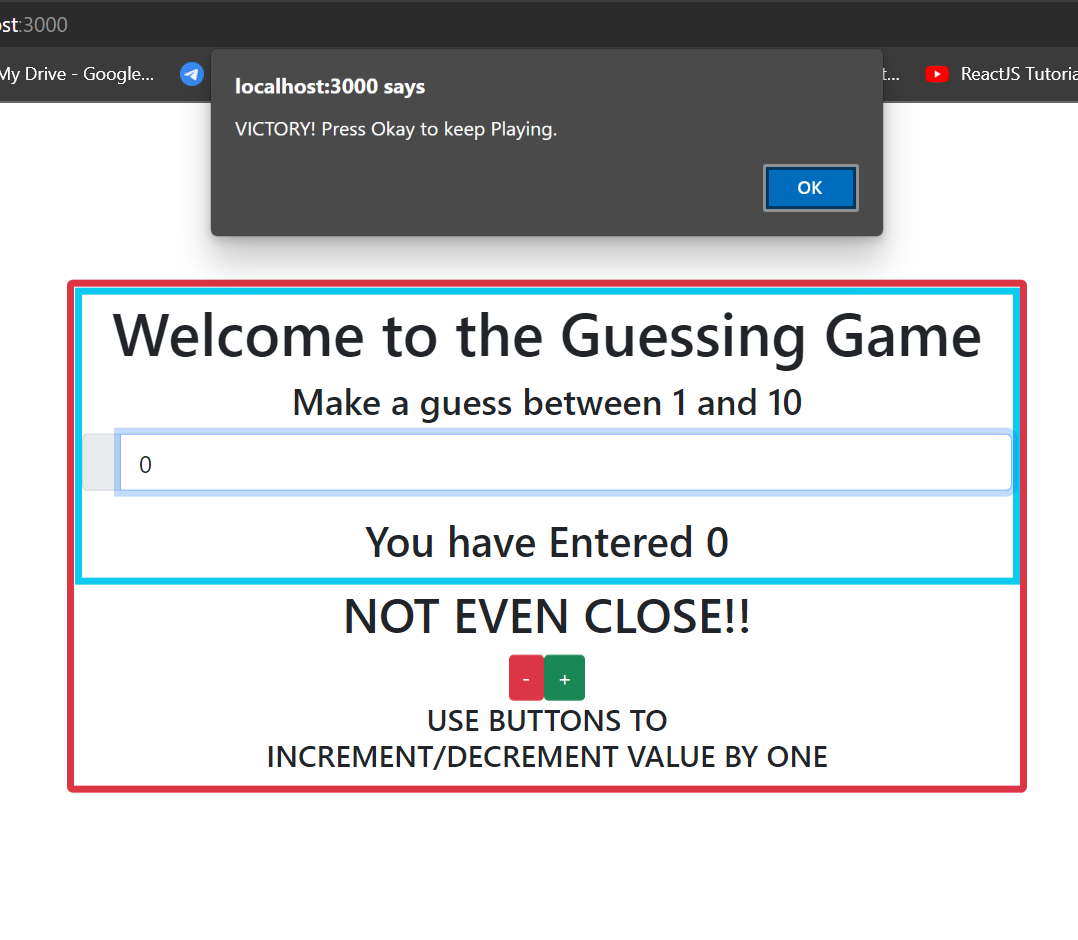 ost:3000
My Drive - Google...
t...
ReactJS Tutoria
localhost:3000 says
VICTORY! Press Okay to keep Playing.
OK
Welcome to the Guessing Game
Make a guess between 1 and 10
0
You have Entered 0
NOT EVEN CLOSE!!
- +
USE BUTTONS TO
INCREMENT/DECREMENT VALUE BY ONE